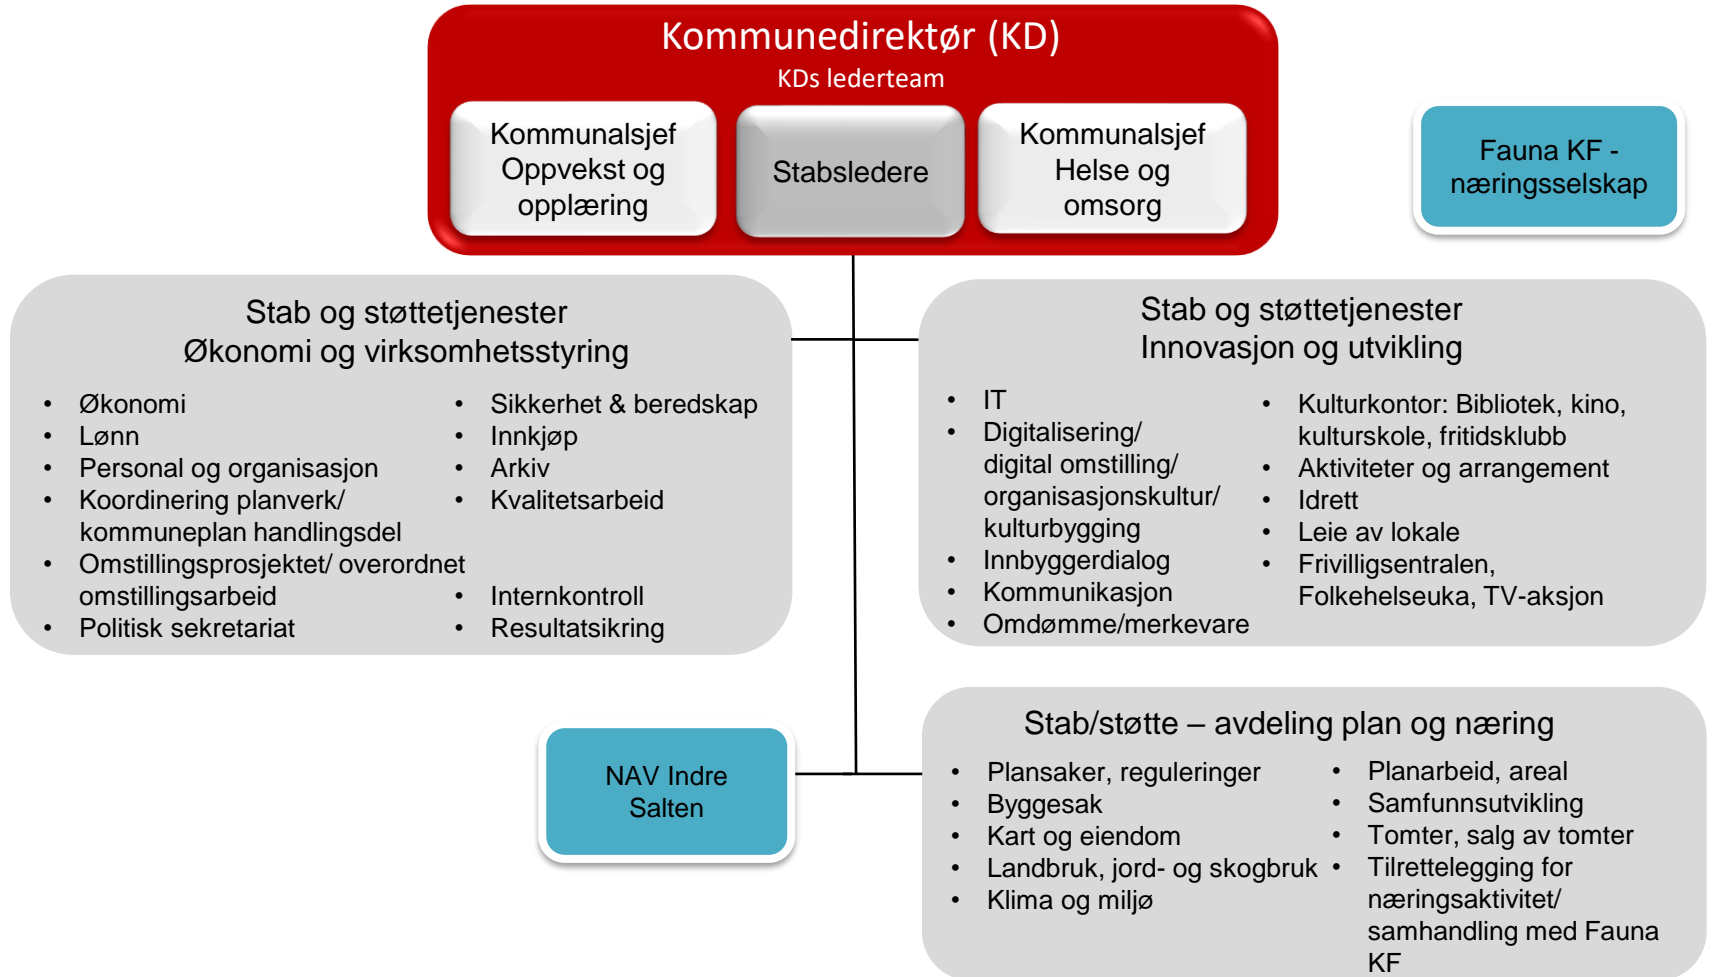 Kommunedirektør (KD)
KDs lederteam
Kommunalsjef
Oppvekst og
opplæring
Stabsledere
Kommunalsjef
Helse og
omsorg
Fauna KF -
næringsselskap
Stab og støttetjenester
Økonomi og virksomhetsstyring
• Økonomi
• Lønn
• Personal og organisasjon
• Koordinering planverk/
kommuneplan handlingsdel
• Omstillingsprosjektet/ overordnet
omstillingsarbeid
• Politisk sekretariat
• Sikkerhet & beredskap
• Innkjøp
• Arkiv
• Kvalitetsarbeid
• Internkontroll
• Resultatsikring
Stab og støttetjenester
Innovasjon og utvikling
• IT
• Digitalisering/
digital omstilling/
organisasjonskultur/
kulturbygging
• Innbyggerdialog
• Kommunikasjon
• Omdømme/merkevare
• Kulturkontor: Bibliotek, kino,
kulturskole, fritidsklubb
• Aktiviteter og arrangement
• Idrett
• Leie av lokale
• Frivilligsentralen,
Folkehelseuka, TV-aksjon
NAV Indre
Salten
Stab/støtte – avdeling plan og næring
• Plansaker, reguleringer
• Byggesak
• Kart og eiendom
• Landbruk, jord- og skogbruk
• Klima og miljø
• Planarbeid, areal
• Samfunnsutvikling
• Tomter, salg av tomter
• Tilrettelegging for
næringsaktivitet/
samhandling med Fauna
KF